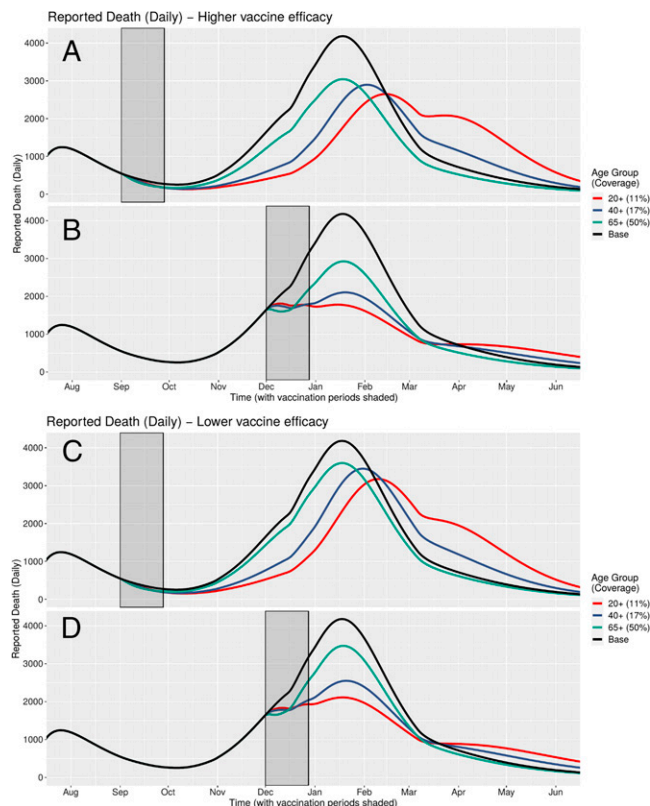 Reported Death (Daily) – Higher vaccine efficacy
A
4000
3000
2000
1000
0
B
4000
3000
2000
1000
0
Reported Death (Daily)
Aug Sep Oct Nov Dec Jan Feb Mar Apr May Jun
Time (with vaccination periods shaded)
Age Group
(Coverage)
20+ (11%)
40+ (17%)
65+ (50%)
Base
Reported Death (Daily) – Lower vaccine efficacy
C
4000
3000
2000
1000
0
D
4000
3000
2000
1000
0
Reported Death (Daily)
Aug Sep Oct Nov Dec Jan Feb Mar Apr May Jun
Time (with vaccination periods shaded)
Age Group
(Coverage)
20+ (11%)
40+ (17%)
65+ (50%)
Base